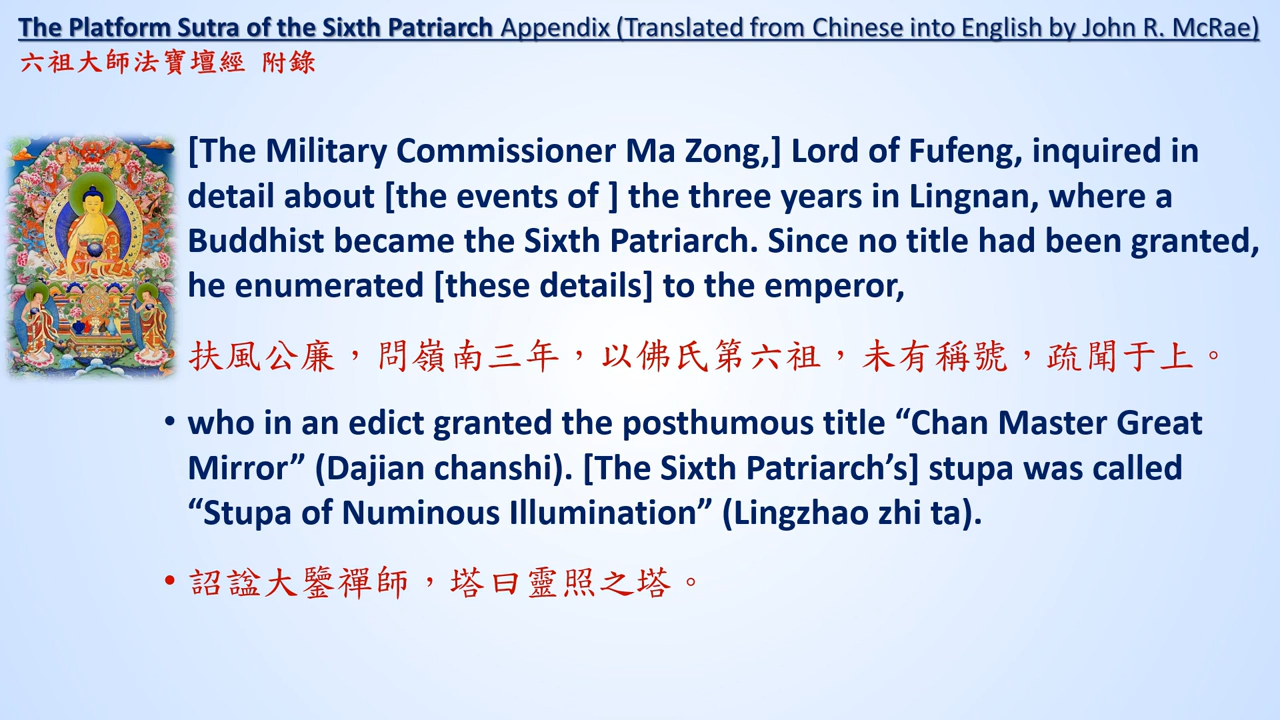 The Platform Sutra of the Sixth Patriarch Appendix (Translated from Chinese into English by John R. McRae)
六祖大師法寶壇經 附錄
[The Military Commissioner Ma Zong,] Lord of Fufeng, inquired in
detail about [the events of ] the three years in Lingnan, where a
Buddhist became the Sixth Patriarch. Since no title had been granted,
he enumerated [these details] to the emperor,
• 扶風公廉，問嶺南三年，以佛氏第六祖，未有稱號，疏聞于上。
• who in an edict granted the posthumous title “Chan Master Great
Mirror” (Dajian chanshi). [The Sixth Patriarch’s] stupa was called
“Stupa of Numinous Illumination” (Lingzhao zhi ta).
• 詔諡大鑒禪師，塔曰靈照之塔。